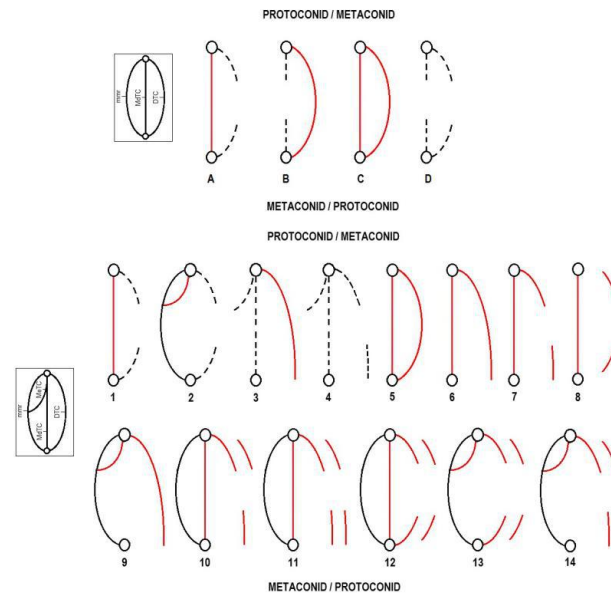 PROTOCONID / METACONID
mmr
MdTC
DTC
A B C D
METACONID / PROTOCONID
PROTOCONID / METACONID
1 2 3 4 5 6 7 8
mmr
MeTC
MdTC
DTC
9 10 11 12 13 14
METACONID / PROTOCONID